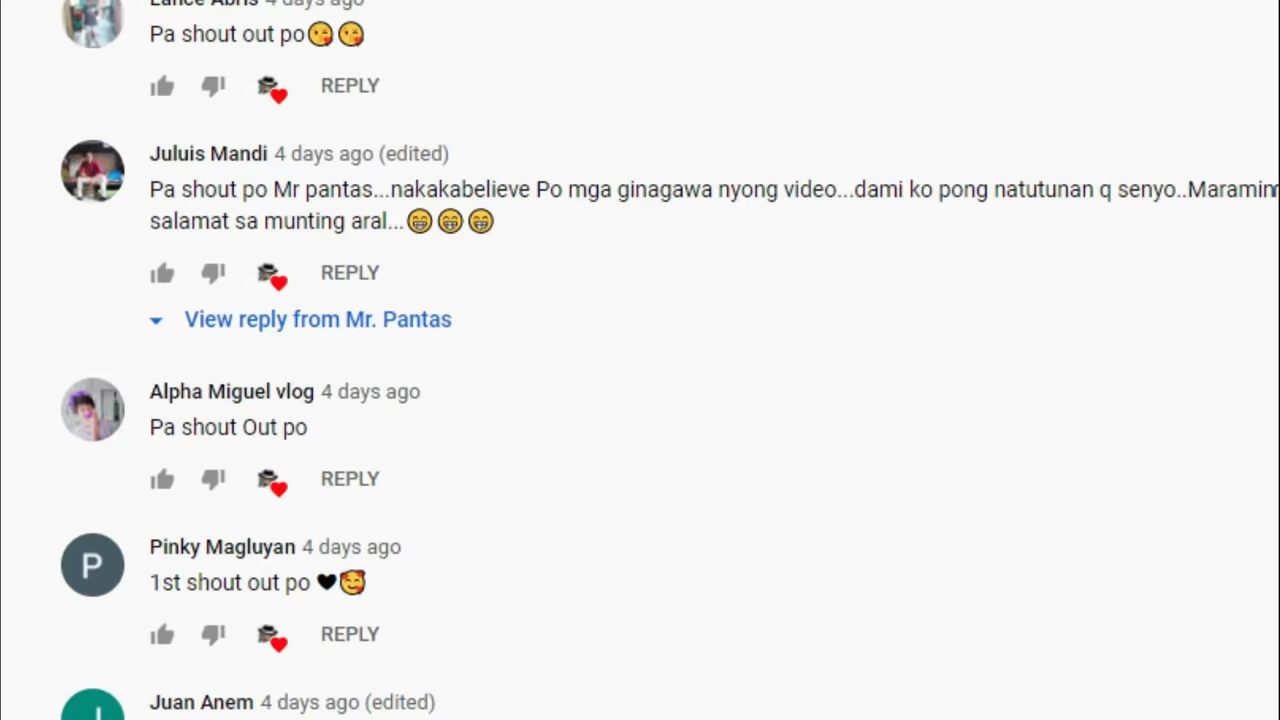 Lance Abris 4 days ago
Pa shout out po😘😘
REPLY
Juluis Mandi 4 days ago (edited)
Pa shout po Mr pantas...nakakabelieve Po mga ginagawa nyong video...dami ko pong natutunan q senyo..
salamat sa munting aral...😁😁😁
REPLY
View reply from Mr. Pantas
Alpha Miguel vlog 4 days ago
Pa shout Out po
REPLY
P
Pinky Magluyan 4 days ago
1st shout out po 🖤🥰
REPLY
Juan Anem 4 days ago (edited)